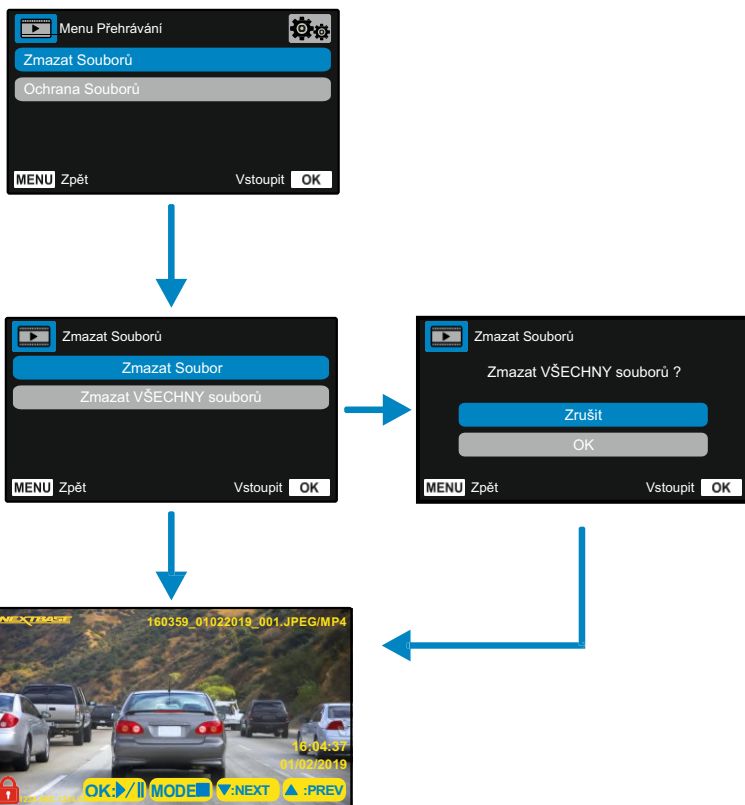 Menu Přehrávání
Zmazat Souborů
Ochrana Souborů
MENU Zpět Vstoupit OK
Zmazat Souborů
Zmazat Soubor
Zmazat VŠECHNY souborů
MENU Zpět Vstoupit OK
Zmazat Souborů
Zmazat VŠECHNY souborů ?
Zrušit
OK
MENU Zpět Vstoupit OK
NEXTBASE 160359_01022019_001.JPEG/MP4
16:04:37
01/02/2019
OK: MODE :NEXT :PREV